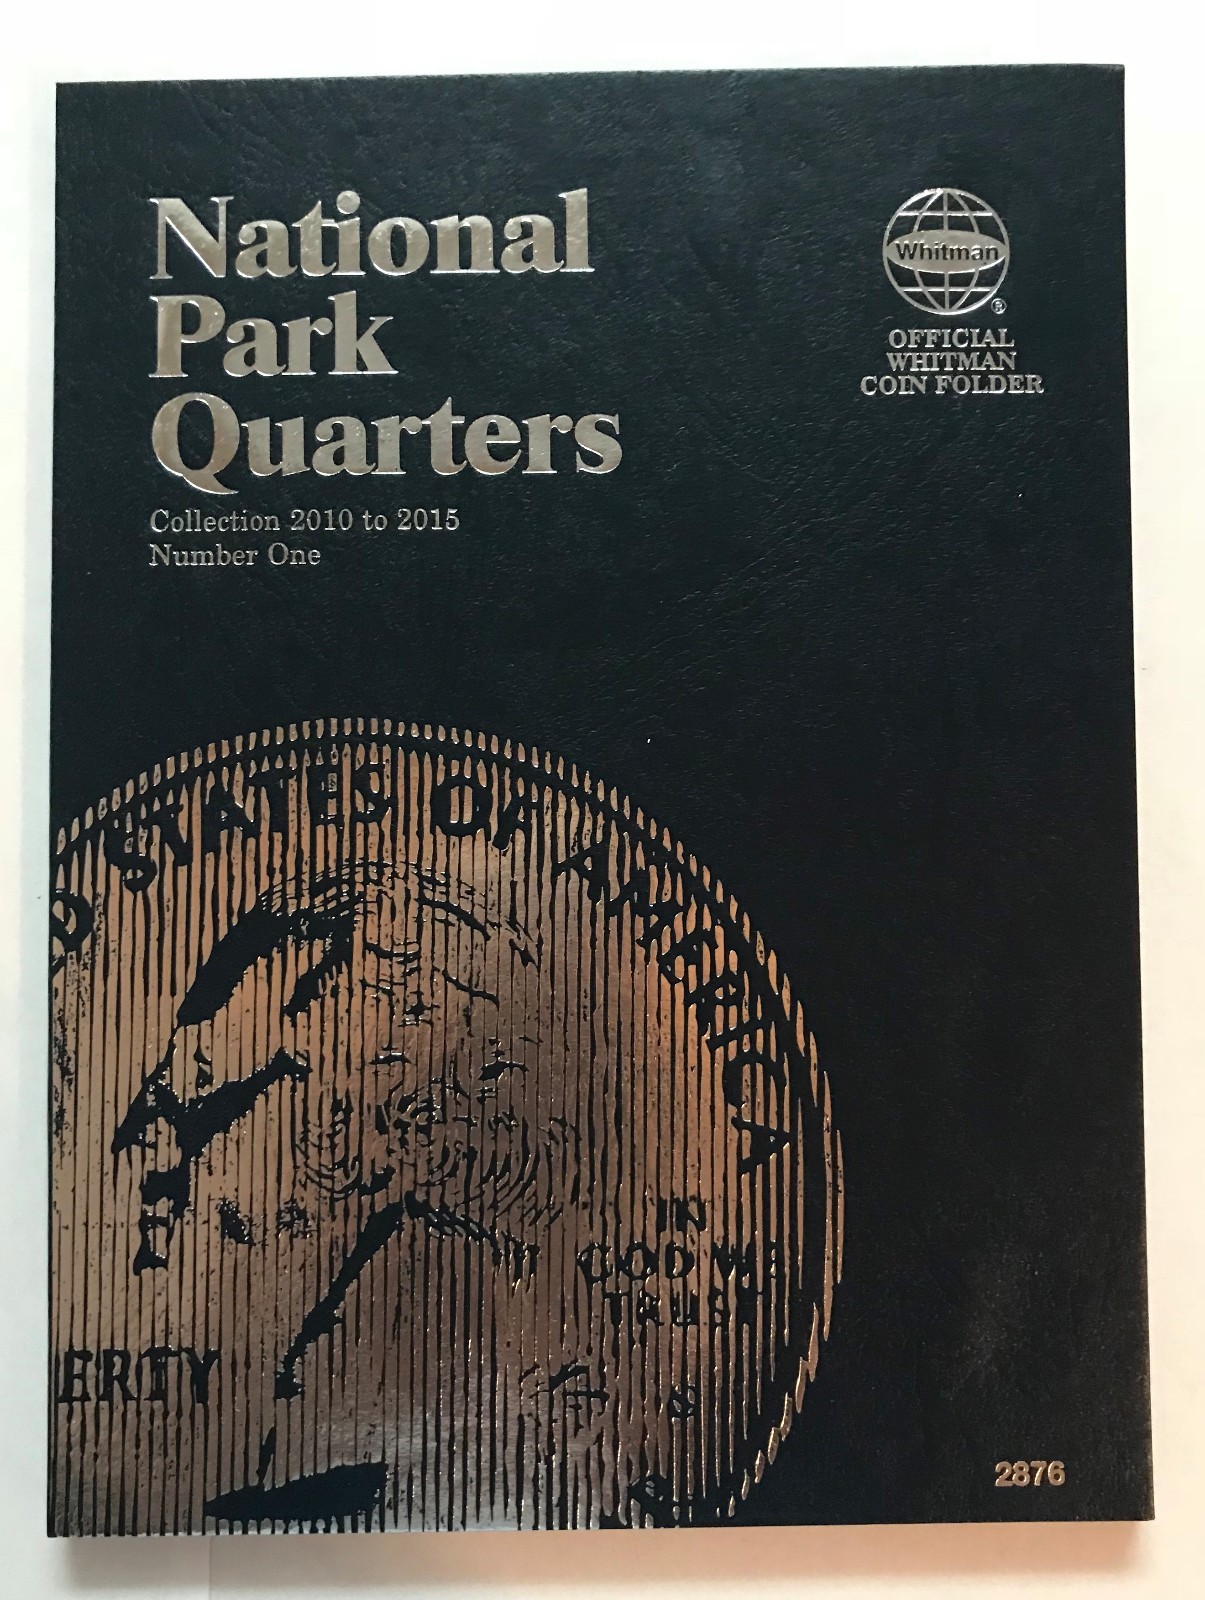 National
Park
Quarters
Collection 2010 to 2015
Number One
Whitman
®
OFFICIAL
WHITMAN
COIN FOLDER
D STATES OF AMERICA
IN
GOD WE
TRUST
ERTY
S
2876